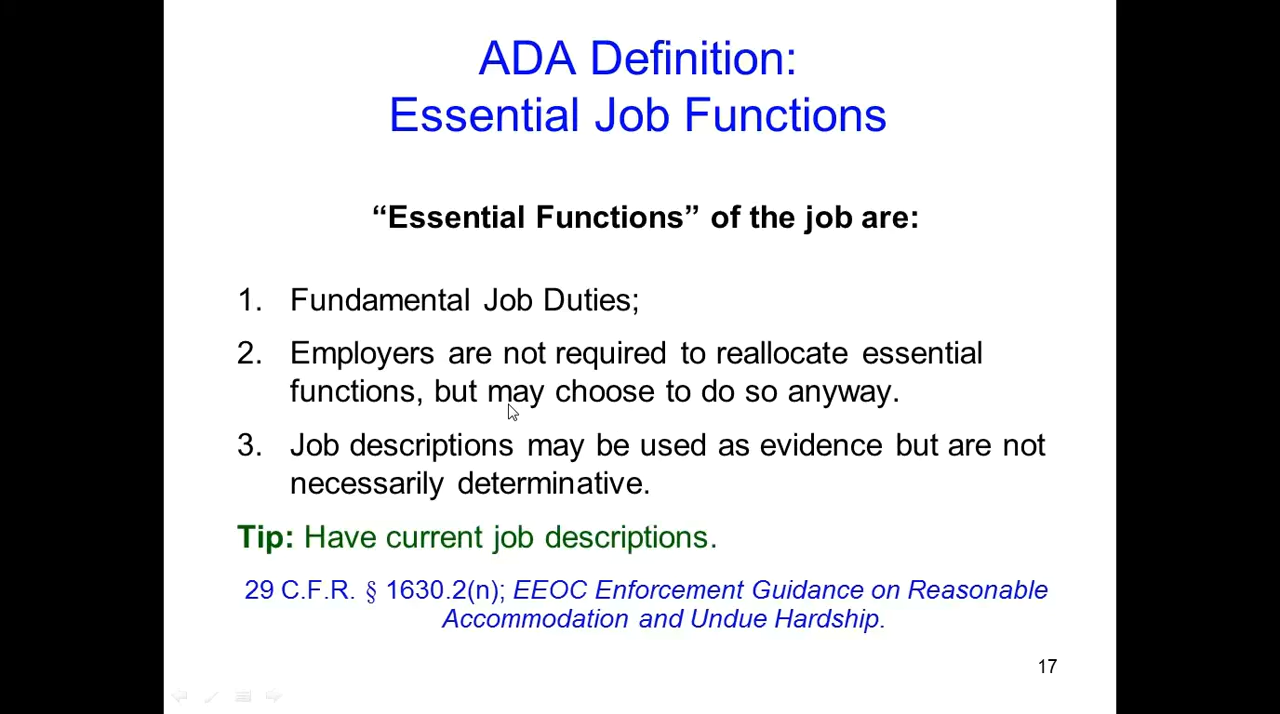 ADA Definition:
Essential Job Functions
“Essential Functions” of the job are:
1. Fundamental Job Duties;
2. Employers are not required to reallocate essential
functions, but may choose to do so anyway.
3. Job descriptions may be used as evidence but are not
necessarily determinative.
Tip: Have current job descriptions.
29 C.F.R. § 1630.2(n); EEOC Enforcement Guidance on Reasonable
Accommodation and Undue Hardship.
17